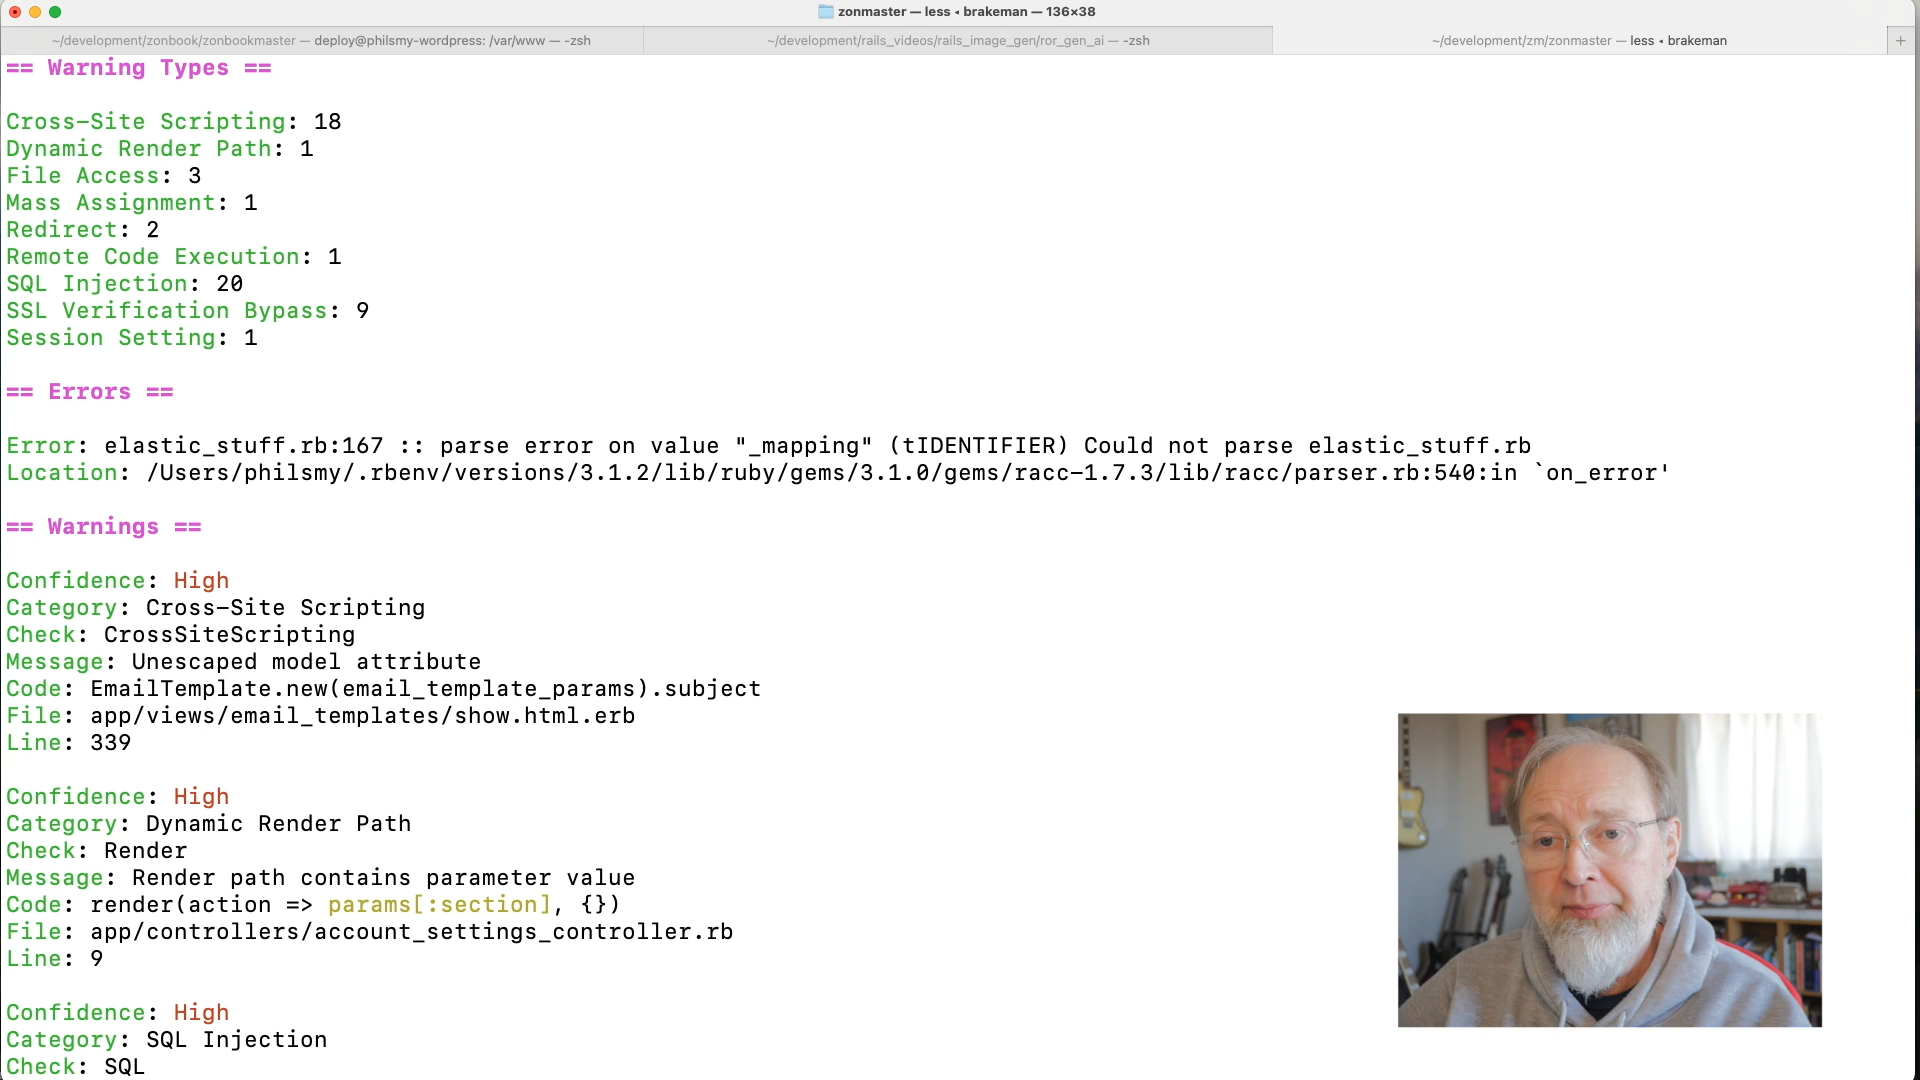 zonmaster — less ◂ brakeman — 136×38
~/development/zonbook/zonbookmaster — deploy@philsmy-wordpress: /var/www — -zsh
~/development/rails_videos/rails_image_gen/ror_gen_ai — -zsh
~/development/zm/zonmaster — less ◂ brakeman
+
== Warning Types ==
Cross-Site Scripting: 18
Dynamic Render Path: 1
File Access: 3
Mass Assignment: 1
Redirect: 2
Remote Code Execution: 1
SQL Injection: 20
SSL Verification Bypass: 9
Session Setting: 1
== Errors ==
Error: elastic_stuff.rb:167 :: parse error on value "_mapping" (tIDENTIFIER) Could not parse elastic_stuff.rb
Location: /Users/philsmy/.rbenv/versions/3.1.2/lib/ruby/gems/3.1.0/gems/racc-1.7.3/lib/racc/parser.rb:540:in `on_error'
== Warnings ==
Confidence: High
Category: Cross-Site Scripting
Check: CrossSiteScripting
Message: Unescaped model attribute
Code: EmailTemplate.new(email_template_params).subject
File: app/views/email_templates/show.html.erb
Line: 339
Confidence: High
Category: Dynamic Render Path
Check: Render
Message: Render path contains parameter value
Code: render(action => params[:section], {})
File: app/controllers/account_settings_controller.rb
Line: 9
Confidence: High
Category: SQL Injection
Check: SQL